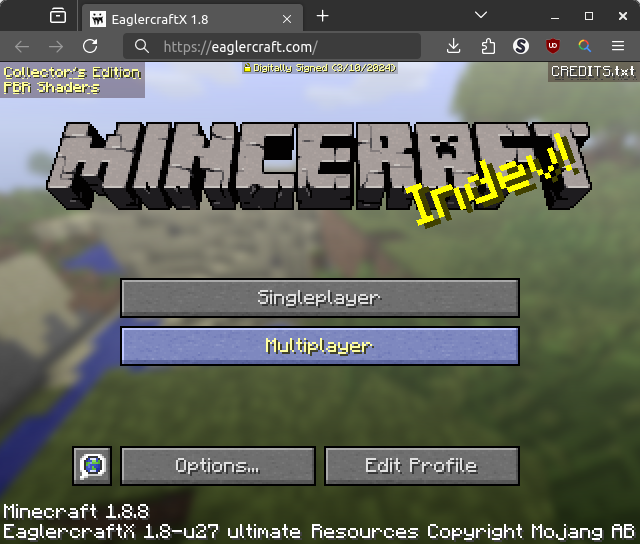 EaglercraftX 1.8
https://eaglercraft.com/
Collector's Edition
PBR Shaders
Digitally Signed (3/10/2024)
CREDITS.txt
MINCERAFT
Indev!
Singleplayer
Multiplayer
Options...
Edit Profile
Minecraft 1.8.8
EaglercraftX 1.8-u27 ultimate Resources Copyright Mojang AB